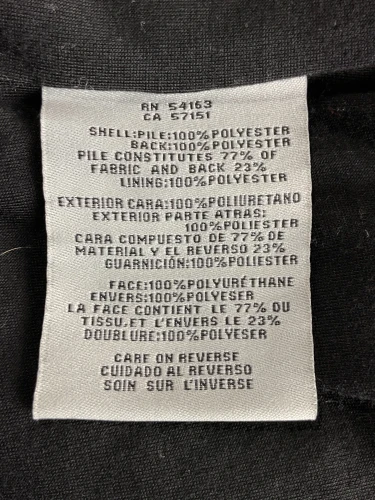 RN 54163
CA 57151
SHELL:PILE:100%POLYESTER
BACK:100%POLYESTER
PILE CONSTITUTES 77% OF
FABRIC AND BACK 23%
LINING:100%POLYESTER
EXTERIOR CARA:100%POLIURETANO
EXTERIOR PARTE ATRAS:
100%POLIESTER
CARA COMPUESTO DE 77% DE
MATERIAL Y EL REVERSO 23%
GUARNICIÓN:100%POLIESTER
FACE:100%POLYURÉTHANE
ENVERS:100%POLYESER
LA FACE CONTIENT LE 77% DU
TISSU,ET L'ENVERS LE 23%
DOUBLURE:100%POLYESER
CARE ON REVERSE
CUIDADO AL REVERSO
SOIN SUR L'INVERSE